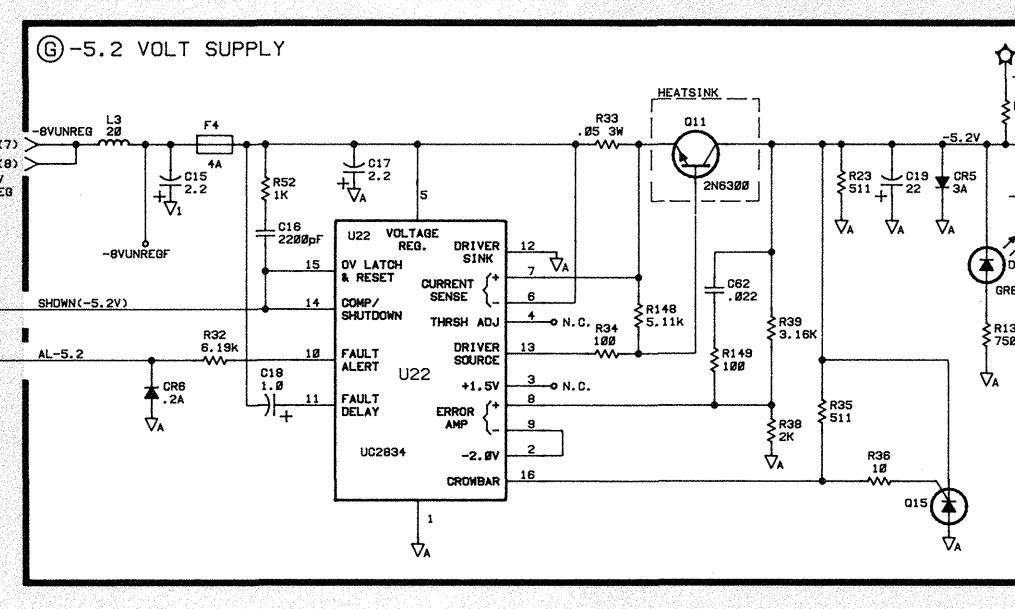 G -5.2 VOLT SUPPLY
HEATSINK
(7)
-8VUNREG
L3
20
F4
4A
R33
.05 3W
Q11
2N6300
-5.2V
(8)
C15
2.2
1
R52
1K
C17
2.2
A
5
R23
511
A
C19
22
A
CR5
3A
A
EG
-8VUNREGF
C16
2200pF
U22
VOLTAGE
REG.
DRIVER
SINK
12
A
15
OV LATCH
& RESET
CURRENT
SENSE
+
-
7
6
C62
.022
SHDWN(-5.2V)
14
COMP/
SHUTDOWN
THRSH ADJ
4
N.C.
R148
5.11K
R39
3.16K
AL-5.2
R32
6.19k
10
FAULT
ALERT
DRIVER
SOURCE
13
R34
100
R149
100
R13
750
A
CR6
.2A
A
C18
1.0
11
FAULT
DELAY
U22
+1.5V
3
N.C.
ERROR
AMP
+
-
8
9
R38
2K
A
R35
511
UC2834
-2.0V
2
CROWBAR
16
R36
10
Q15
A
1
A